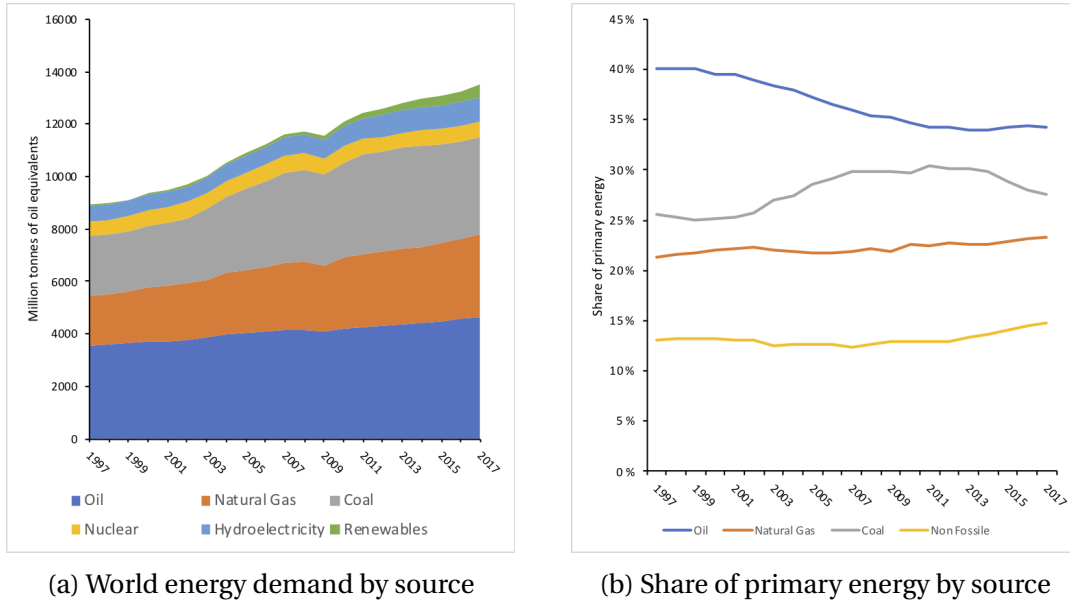 16000
14000
12000
10000
8000
6000
4000
2000
0
Million tonnes of oil equivalents
1997 1999 2001 2003 2005 2007 2009 2011 2013 2015 2017
Oil Natural Gas Coal
Nuclear Hydroelectricity Renewables
(a) World energy demand by source
45%
40%
35%
30%
25%
20%
15%
10%
5%
0%
Share of primary energy
1997 1999 2001 2003 2005 2007 2009 2011 2013 2015 2017
Oil Natural Gas Coal Non Fossile
(b) Share of primary energy by source